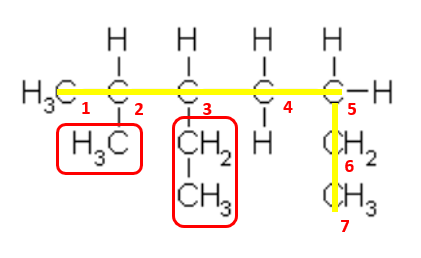 H H H H
H₃C C C C C H
1 2 3 4 5
H₃C CH₂ H CH₂
6
CH₃ CH₃
7